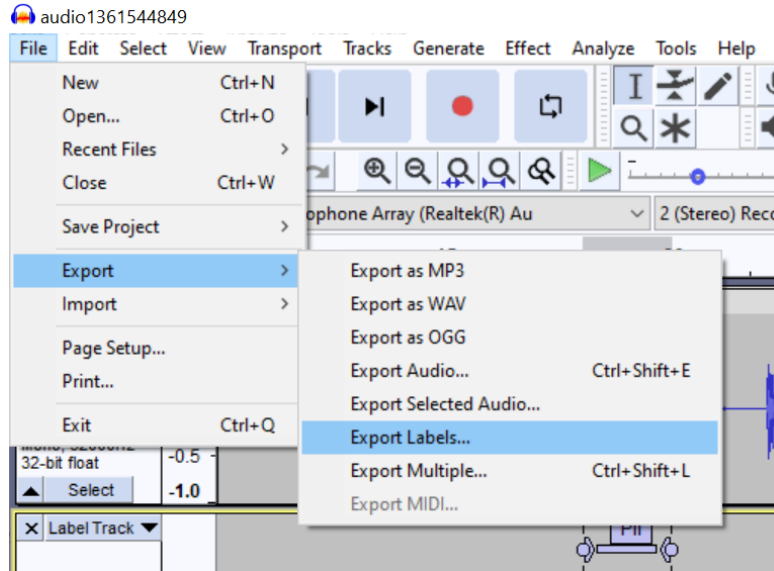 audio1361544849
File Edit Select View Transport Tracks Generate Effect Analyze Tools Help
New Ctrl+N
Open... Ctrl+O
Recent Files
Close Ctrl+W
Save Project
Export
Import
Page Setup...
Print...
Exit Ctrl+Q
ophone Array (Realtek(R) Au
2 (Stereo) Reco
Export as MP3
Export as WAV
Export as OGG
Export Audio... Ctrl+Shift+E
Export Selected Audio...
Export Labels...
Export Multiple... Ctrl+Shift+L
Export MIDI...
32-bit float
Select
-0.5
-1.0
Label Track